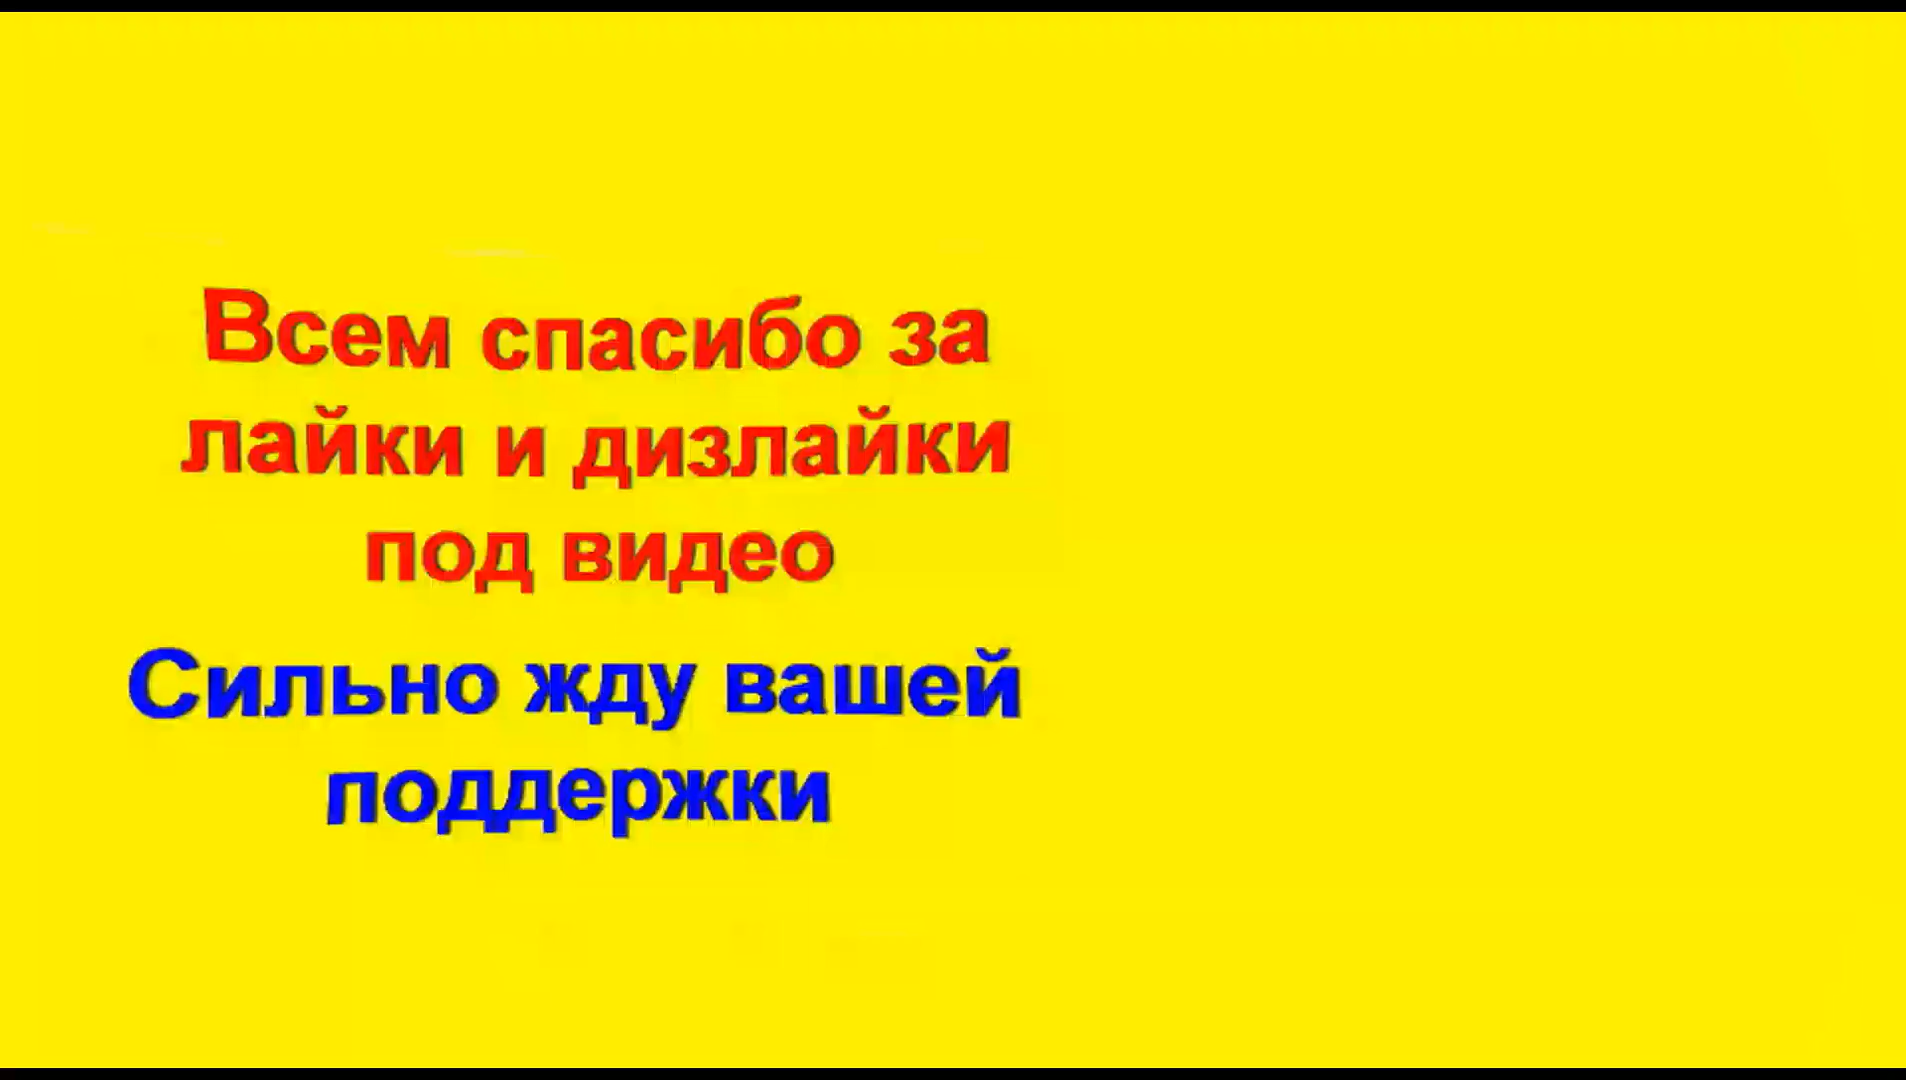 Всем спасибо за
лайки и дизлайки
под видео
Сильно жду вашей
поддержки